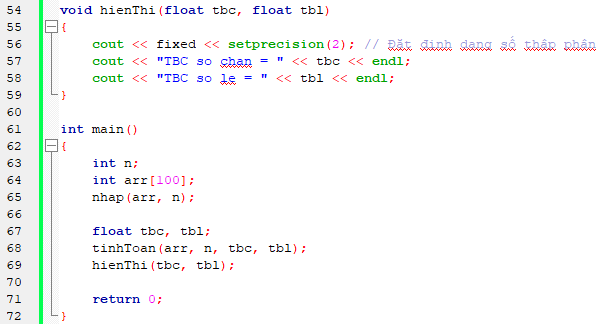 54 void hienThi(float tbc, float tbl)
55 {
56     cout << fixed << setprecision(2); // Đặt định dạng số thập phân
57     cout << "TBC so chan = " << tbc << endl;
58     cout << "TBC so le = " << tbl << endl;
59 }
60
61 int main()
62 {
63     int n;
64     int arr[100];
65     nhap(arr, n);
66
67     float tbc, tbl;
68     tinhToan(arr, n, tbc, tbl);
69     hienThi(tbc, tbl);
70
71     return 0;
72 }